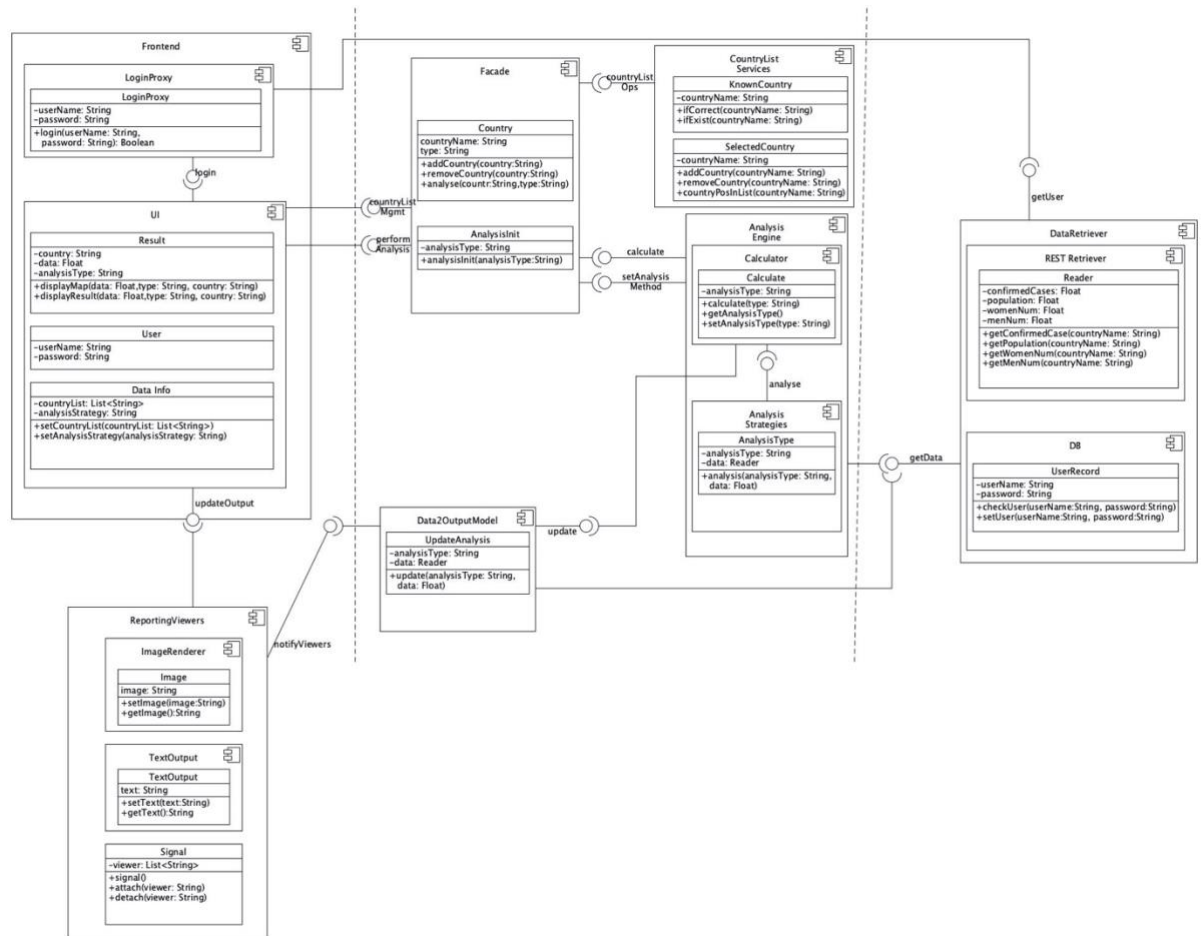 Frontend
LoginProxy
LoginProxy
-userName: String
-password: String
+login(userName: String,
password: String): Boolean
login
UI
Result
-country: String
-data: Float
-analysisType: String
+displayMap(data: Float,type: String, country: String)
+displayResult(data: Float,type: String, country: String)
User
-userName: String
-password: String
Data Info
-countryList: List<String>
-analysisStrategy: String
+setCountryList(countryList: List<String>)
+setAnalysisStrategy(analysisStrategy: String)
updateOutput
ReportingViewers
ImageRenderer
Image
image: String
+setImage(image:String)
+getImage():String
TextOutput
TextOutput
text: String
+setText(text:String)
+getText():String
Signal
-viewer: List<String>
+signal()
+attach(viewer: String)
+detach(viewer: String)
notifyViewers
countryList
Mgmt
perform
Analysis
Facade
Country
countryName: String
type: String
+addCountry(country:String)
+removeCountry(country:String)
+analyse(countr:String,type:String)
AnalysisInit
-analysisType: String
+analysisInit(analysisType:String)
Data2OutputModel
UpdateAnalysis
-analysisType: String
-data: Reader
+update(analysisType: String,
data: Float)
update
countryList
Ops
calculate
setAnalysis
Method
CountryList
Services
KnownCountry
-countryName: String
+ifCorrect(countryName: String)
+ifExist(countryName: String)
SelectedCountry
-countryName: String
+addCountry(countryName: String)
+removeCountry(countryName: String)
+countryPosInList(countryName: String)
Analysis
Engine
Calculator
Calculate
-analysisType: String
+calculate(type: String)
+getAnalysisType()
+setAnalysisType(type: String)
analyse
Analysis
Strategies
AnalysisType
-analysisType: String
-data: Reader
+analysis(analysisType: String,
data: Float)
getUser
getData
DataRetriever
REST Retriever
Reader
-confirmedCases: Float
-population: Float
-womenNum: Float
-menNum: Float
+getConfirmedCase(countryName: String)
+getPopulation(countryName: String)
+getWomenNum(countryName: String)
+getMenNum(countryName: String)
DB
UserRecord
-userName: String
-password: String
+checkUser(userName:String, password:String)
+setUser(userName:String, password:String)